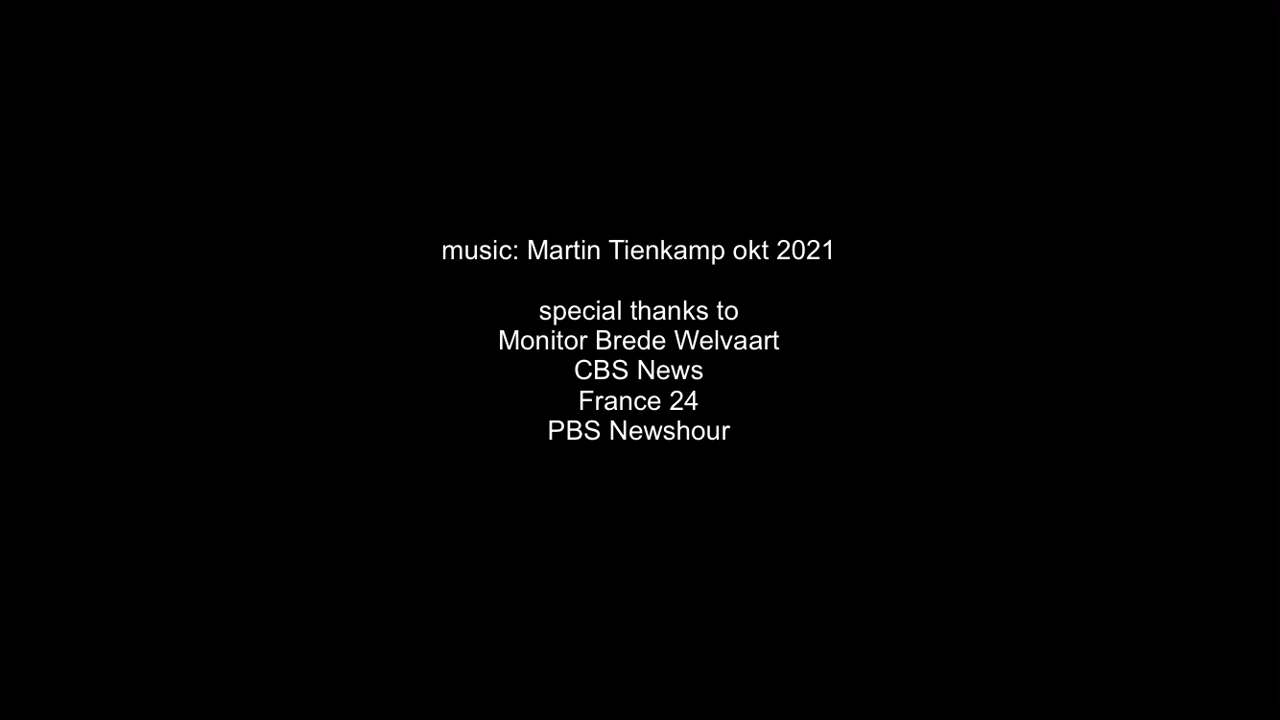 music: Martin Tienkamp okt 2021
special thanks to
Monitor Brede Welvaart
CBS News
France 24
PBS Newshour